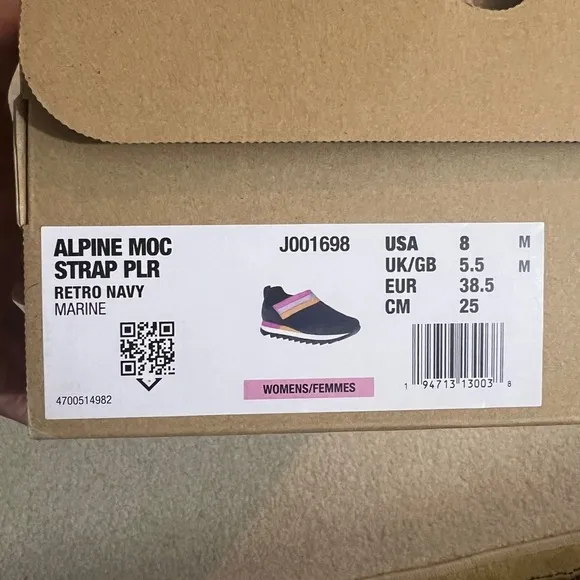 ALPINE MOC
STRAP PLR
RETRO NAVY
MARINE
4700514982
J001698
WOMENS/FEMMES
USA 8 M
UK/GB 5.5 M
EUR 38.5
CM 25
1 94713 13003 8